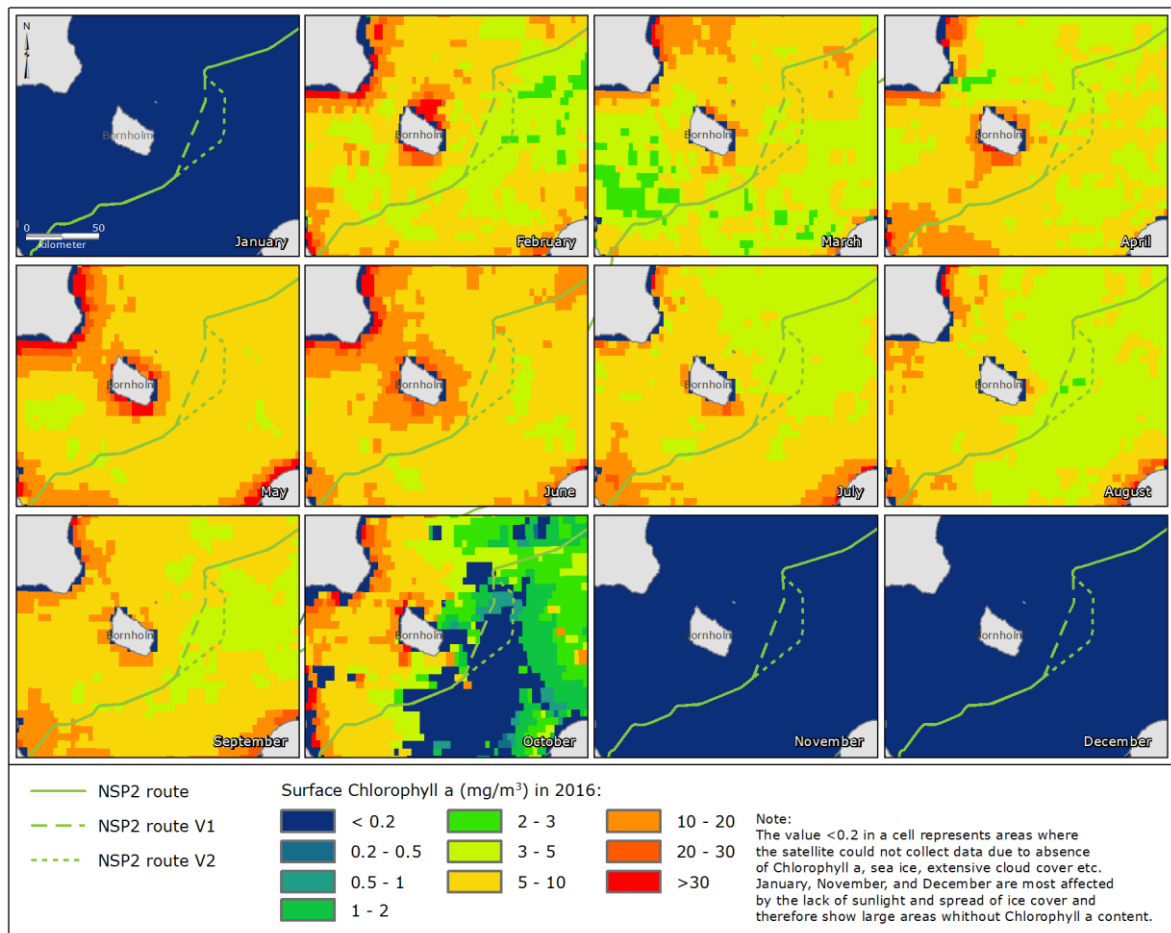 N
Bornholm
0 50
kilometer
January
Bornholm
February
Bornholm
March
Bornholm
April
Bornholm
May
Bornholm
June
Bornholm
July
Bornholm
August
Bornholm
September
Bornholm
October
Bornholm
November
Bornholm
December
NSP2 route
NSP2 route V1
NSP2 route V2
Surface Chlorophyll a (mg/m³) in 2016:
< 0.2
0.2 - 0.5
0.5 - 1
1 - 2
2 - 3
3 - 5
5 - 10
10 - 20
20 - 30
>30
Note:
The value <0.2 in a cell represents areas where
the satellite could not collect data due to absence
of Chlorophyll a, sea ice, extensive cloud cover etc.
January, November, and December are most affected
by the lack of sunlight and spread of ice cover and
therefore show large areas whithout Chlorophyll a content.